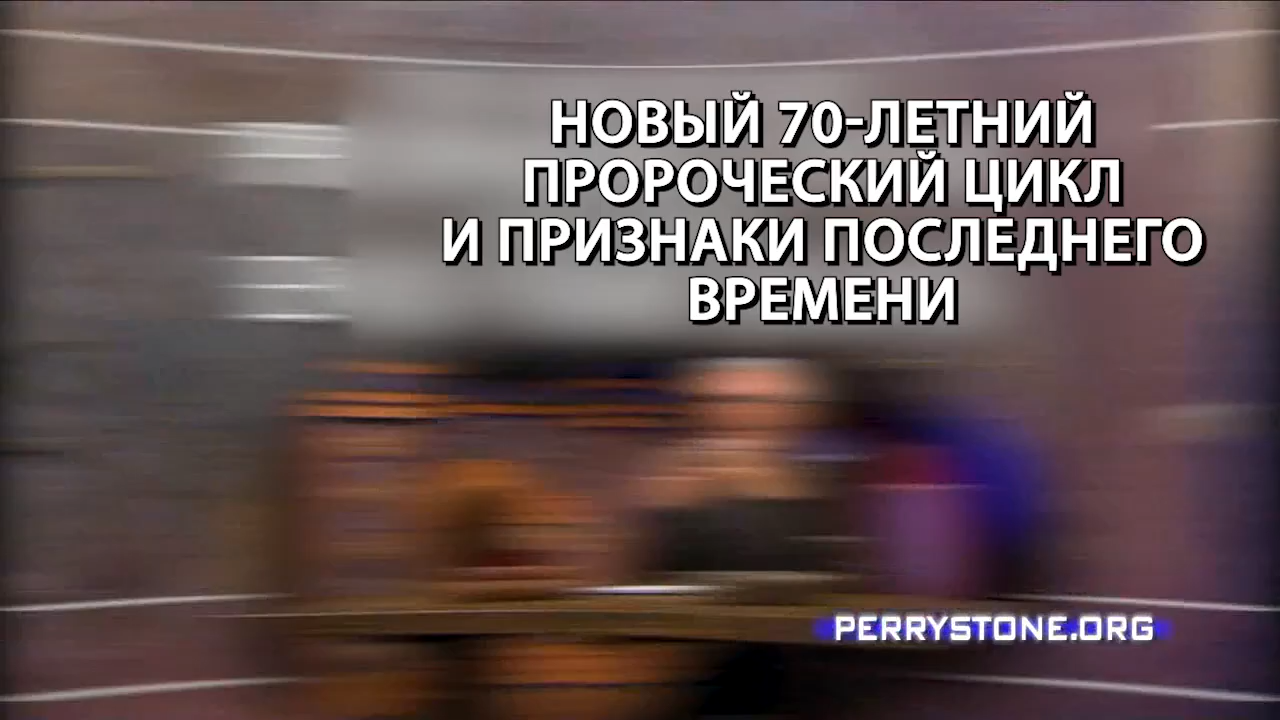 НОВЫЙ 70-ЛЕТНИЙ
ПРОРОЧЕСКИЙ ЦИКЛ
И ПРИЗНАКИ ПОСЛЕДНЕГО
ВРЕМЕНИ
PERRYSTONE.ORG